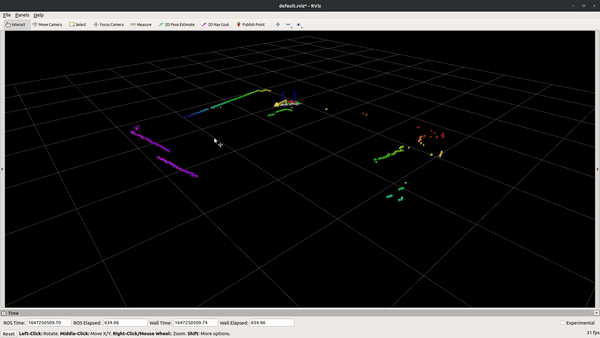 default.rviz* - RViz
File Panels Help
Interact Move Camera Select Focus Camera Measure 2D Pose Estimate 2D Nav Goal Publish Point
Time
ROS Time: 1647230509.70 ROS Elapsed: 634.96 Wall Time: 1647230509.74 Wall Elapsed: 634.96 Experimental
Reset Left-Click: Rotate. Middle-Click: Move X/Y. Right-Click/Mouse Wheel: Zoom. Shift: More options. 31 fps